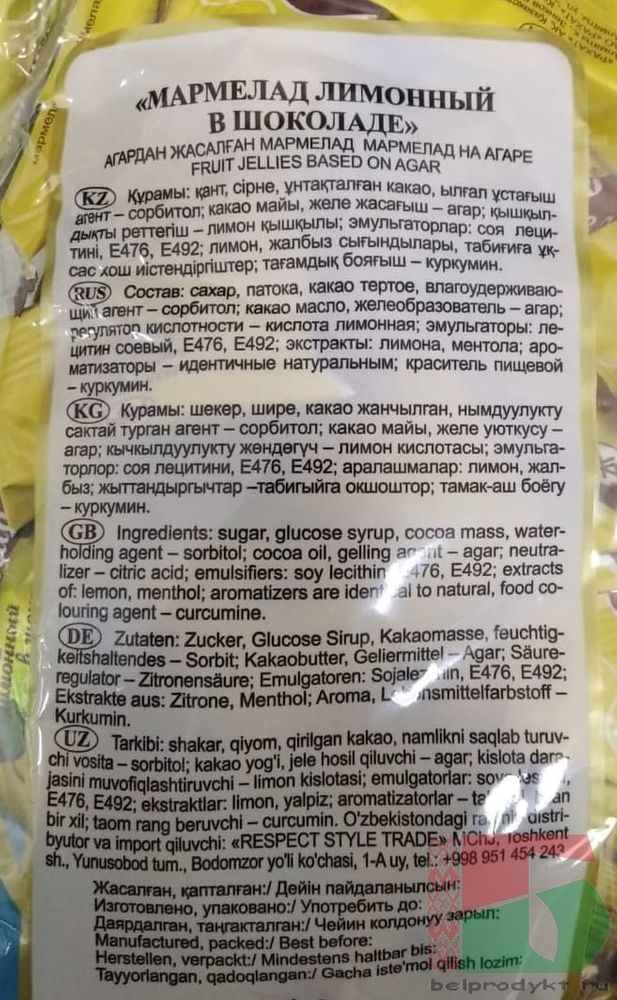 «МАРМЕЛАД ЛИМОННЫЙ
В ШОКОЛАДЕ»
АГАРДАН ЖАСАЛҒАН МАРМЕЛАД МАРМЕЛАД НА АГАРЕ
FRUIT JELLIES BASED ON AGAR
KZ Құрамы: қант, сірне, ұнтақталған какао, ылғал ұстағыш
агент – сорбитол; какао майы, желе жасағыш – агар; қышқыл-
дықты реттегіш – лимон қышқылы; эмульгаторлар: соя леци-
тині, Е476, Е492; лимон, жалбыз сығындылары, табиғиға ұқ-
сас хош иістендіргіштер; тағамдық бояғыш – куркумин.
RUS Состав: сахар, патока, какао тертое, влагоудерживаю-
щий агент – сорбитол; какао масло, желеобразователь – агар;
регулятор кислотности – кислота лимонная; эмульгаторы: ле-
цитин соевый, Е476, Е492; экстракты: лимона, ментола; аро-
матизаторы – идентичные натуральным; краситель пищевой
– куркумин.
KG Курамы: шекер, шире, какао жанчылган, нымдуулукту
сактай турган агент – сорбитол; какао майы, желе уюткусу –
агар; кычкылдуулукту жөндөгүч – лимон кислотасы; эмульга-
торлор: соя лецитини, Е476, Е492; аралашмалар: лимон, жал-
быз; жыттандыргычтар –табигыйга окшоштор; тамак-аш боёгу
– куркумин.
GB Ingredients: sugar, glucose syrup, cocoa mass, water-
holding agent – sorbitol; cocoa oil, gelling agent – agar; neutra-
lizer – citric acid; emulsifiers: soy lecithin, E476, E492; extracts
of: lemon, menthol; aromatizers are identical to natural, food co-
louring agent – curcumine.
DE Zutaten: Zucker, Glucose Sirup, Kakaomasse, feuchtig-
keitshaltendes – Sorbit; Kakaobutter, Geliermittel – Agar; Säure-
regulator – Zitronensäure; Emulgatoren: Sojalezithin, E476, E492;
Ekstrakte aus: Zitrone, Menthol; Aroma, Lebensmittelfarbstoff –
Kurkumin.
UZ Tarkibi: shakar, qiyom, qirilgan kakao, namlikni saqlab turuv-
chi vosita – sorbitol; kakao yog'i, jele hosil qiluvchi – agar; kislota dara-
jasini muvofiqlashtiruvchi – limon kislotasi; emulgatorlar:
E476, E492; ekstraktlar: limon, yalpiz; aromatizatorlar –
bir xil; taom rang beruvchi – curcumin. O'zbekistondagi distri-
byutor va import qiluvchi: «RESPECT STYLE TRADE» MChJ, Toshkent
sh., Yunusobod tum., Bodomzor yo'li ko'chasi, 1-A uy, tel.: +998 951 454 243
Жасалған, қапталған:/ Дейін пайдаланылсын:
Изготовлено, упаковано:/ Употребить до:
Даярдалган, таңгакталган:/ Чейин колдонуу зарыл:
Manufactured, packed:/ Best before:
Herstellen, verpackt:/ Mindestens haltbar bis:
Tayyorlangan, qadoqlangan:/ Gacha iste'mol qilish lozim:
belprodykt.ru